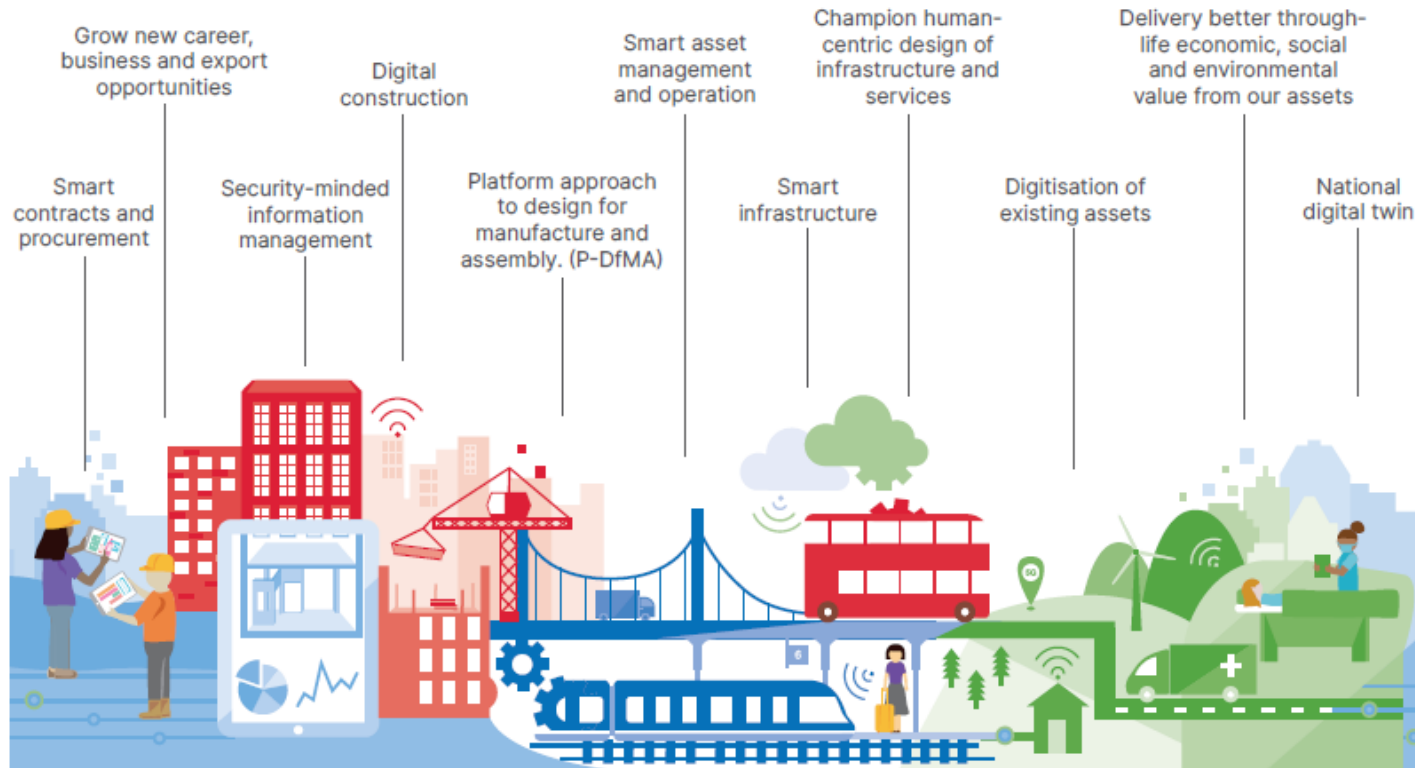 Grow new career,
business and export
opportunities
Digital
construction
Smart asset
management
and operation
Champion human-
centric design of
infrastructure and
services
Delivery better through-
life economic, social
and environmental
value from our assets
Smart
contracts and
procurement
Security-minded
information
management
Platform approach
to design for
manufacture and
assembly. (P-DfMA)
Smart
infrastructure
Digitisation of
existing assets
National
digital twin
5G
6